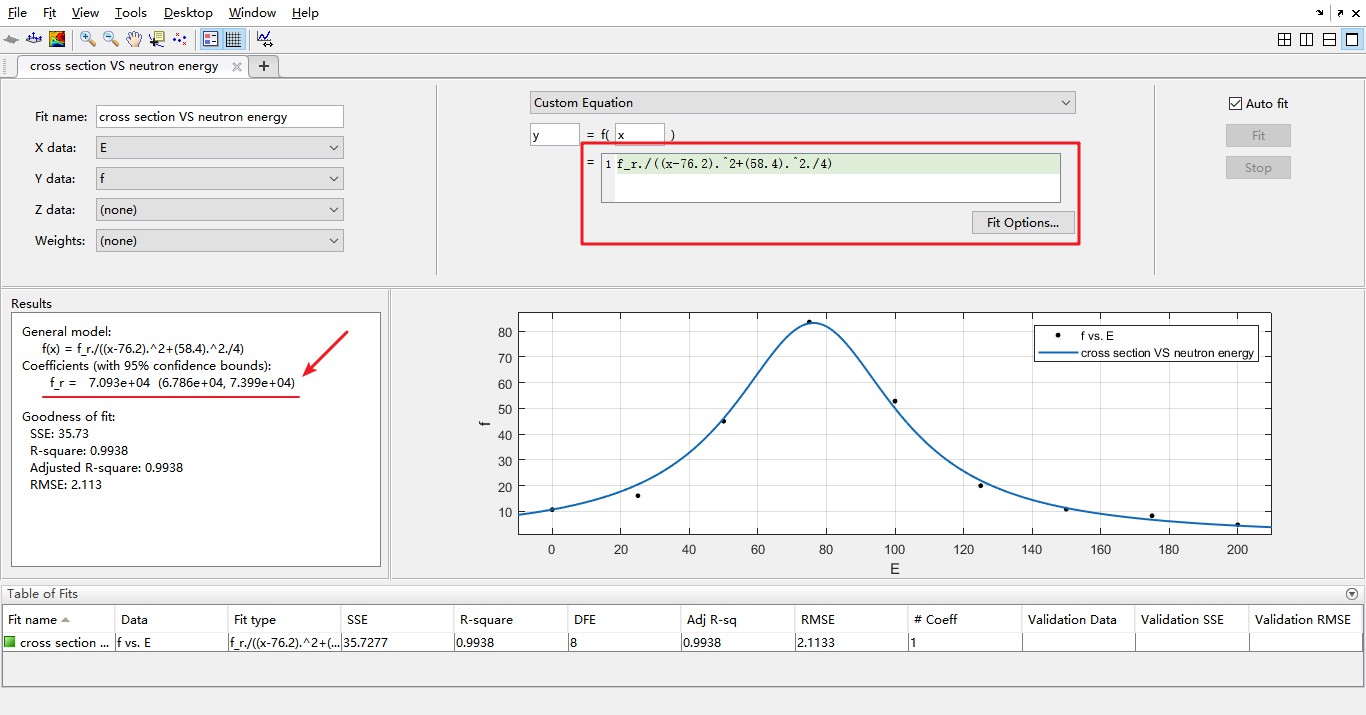 File Fit View Tools Desktop Window Help
cross section VS neutron energy
Fit name: cross section VS neutron energy
X data: E
Y data: f
Z data: (none)
Weights: (none)
Custom Equation
y = f( x )
= 1 f_r./((x-76.2).^2+(58.4).^2./4)
Fit Options...
Auto fit
Fit
Stop
Results
General model:
f(x) = f_r./((x-76.2).^2+(58.4).^2./4)
Coefficients (with 95% confidence bounds):
f_r = 7.093e+04 (6.786e+04, 7.399e+04)
Goodness of fit:
SSE: 35.73
R-square: 0.9938
Adjusted R-square: 0.9938
RMSE: 2.113
f vs. E
cross section VS neutron energy
80
70
60
50
40
30
20
10
f
0 20 40 60 80 100 120 140 160 180 200
E
Table of Fits
Fit name Data Fit type SSE R-square DFE Adj R-sq RMSE # Coeff Validation Data Validation SSE Validation RMSE
cross section ... f vs. E f_r./((x-76.2).^2+(... 35.7277 0.9938 8 0.9938 2.1133 1